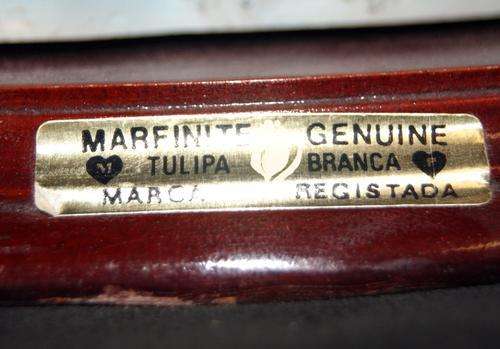 MARFINITE GENUINE
TULIPA BRANCA
MARCA REGISTADA